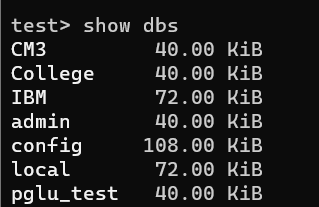 test> show dbs
CM3         40.00 KiB
College     40.00 KiB
IBM         72.00 KiB
admin       40.00 KiB
config     108.00 KiB
local       72.00 KiB
pglu_test   40.00 KiB